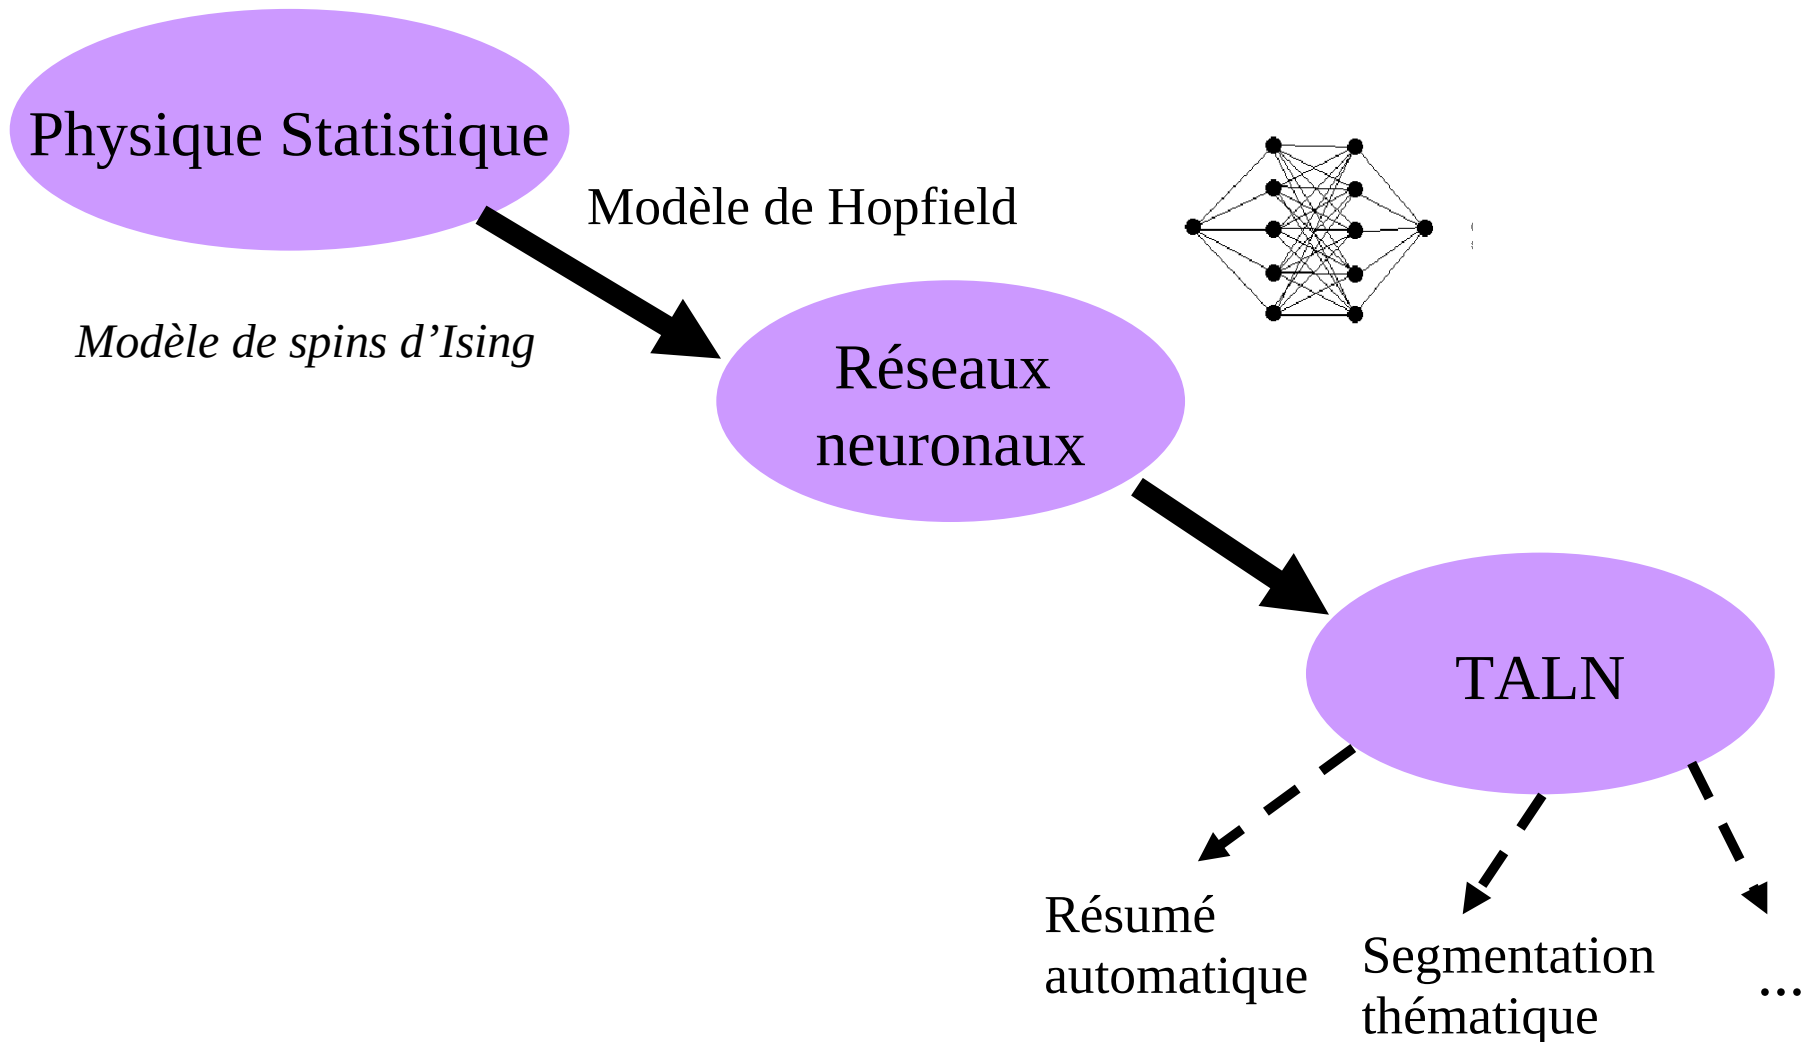 Physique Statistique
Modèle de Hopfield
Modèle de spins d’Ising
Réseaux
neuronaux
TALN
Résumé
automatique
Segmentation
thématique
...